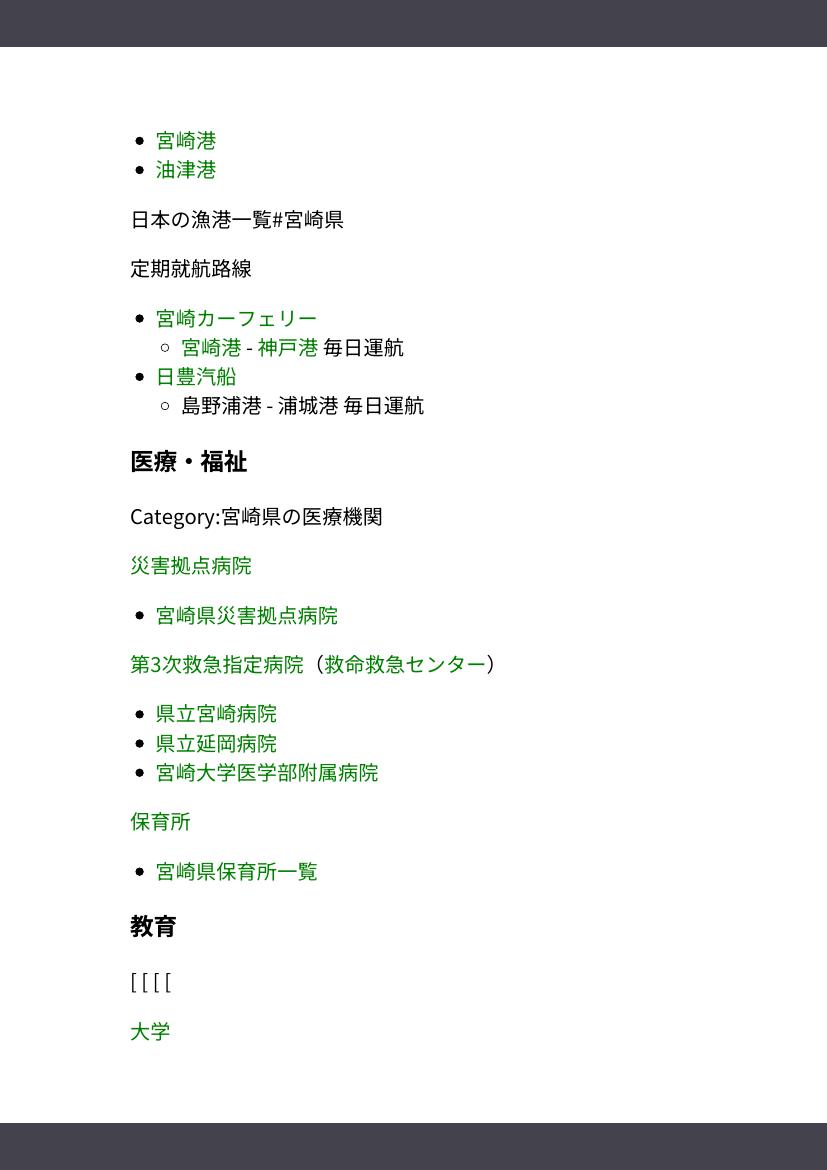 宮崎港
油津港
日本の漁港一覧#宮崎県
定期就航路線
宮崎カーフェリー
宮崎港 - 神戸港 毎日運航
日豊汽船
島野浦港 - 浦城港 毎日運航
医療・福祉
Category:宮崎県の医療機関
災害拠点病院
宮崎県災害拠点病院
第3次救急指定病院（救命救急センター）
県立宮崎病院
県立延岡病院
宮崎大学医学部附属病院
保育所
宮崎県保育所一覧
教育
[ [ [ [
大学